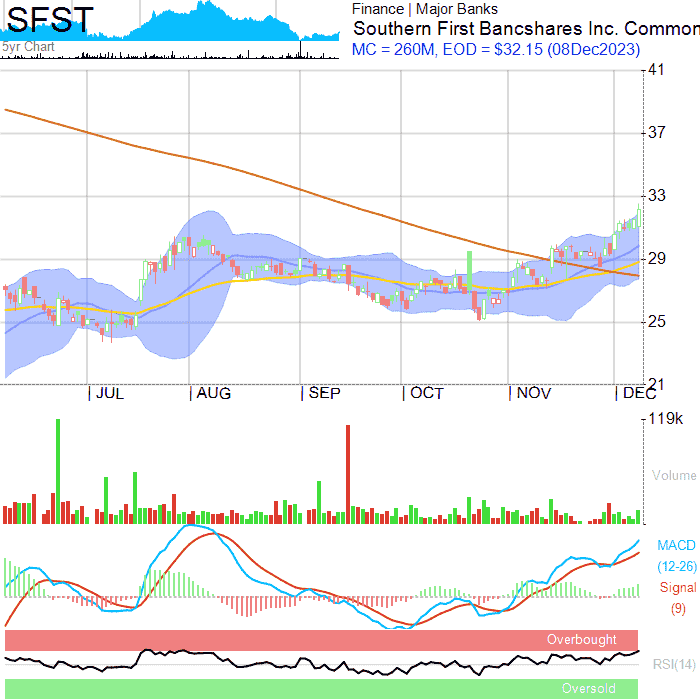 SFST
5yr Chart
Finance | Major Banks
Southern First Bancshares Inc. Common
MC = 260M, EOD = $32.15 (08Dec2023)
41
37
33
29
25
21
JUL AUG SEP OCT NOV DEC
119k
Volume
MACD
(12-26)
Signal
(9)
Overbought
RSI(14)
Oversold